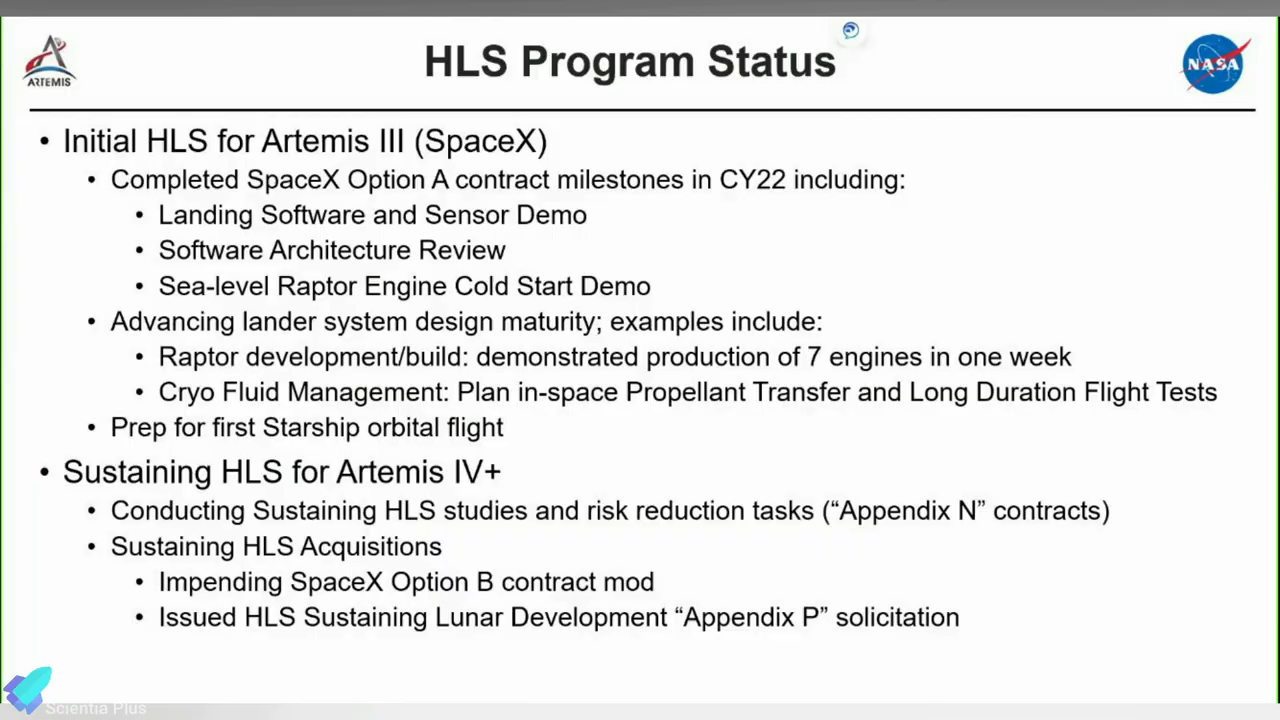 HLS Program Status
ARTEMIS
NASA
• Initial HLS for Artemis III (SpaceX)
• Completed SpaceX Option A contract milestones in CY22 including:
• Landing Software and Sensor Demo
• Software Architecture Review
• Sea-level Raptor Engine Cold Start Demo
• Advancing lander system design maturity; examples include:
• Raptor development/build: demonstrated production of 7 engines in one week
• Cryo Fluid Management: Plan in-space Propellant Transfer and Long Duration Flight Tests
• Prep for first Starship orbital flight
• Sustaining HLS for Artemis IV+
• Conducting Sustaining HLS studies and risk reduction tasks (“Appendix N” contracts)
• Sustaining HLS Acquisitions
• Impending SpaceX Option B contract mod
• Issued HLS Sustaining Lunar Development “Appendix P” solicitation
Scientia Plus